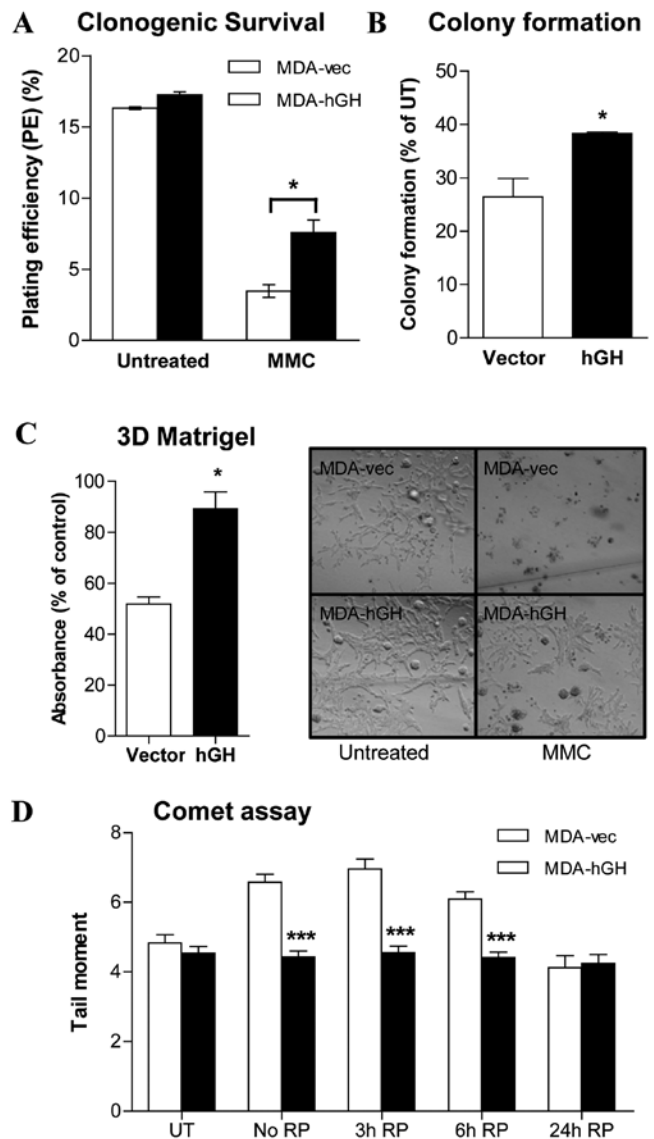 A Clonogenic Survival
Plating efficiency (PE) (%)
20
15
10
5
0
MDA-vec
MDA-hGH
*
Untreated MMC
B Colony formation
Colony formation (% of UT)
50
40
30
20
10
0
*
Vector hGH
C 3D Matrigel
Absorbance (% of control)
100
80
60
40
20
0
*
Vector hGH
MDA-vec MDA-vec
MDA-hGH MDA-hGH
Untreated MMC
D Comet assay
Tail moment
8
6
4
2
0
MDA-vec
MDA-hGH
*** *** ***
UT No RP 3h RP 6h RP 24h RP